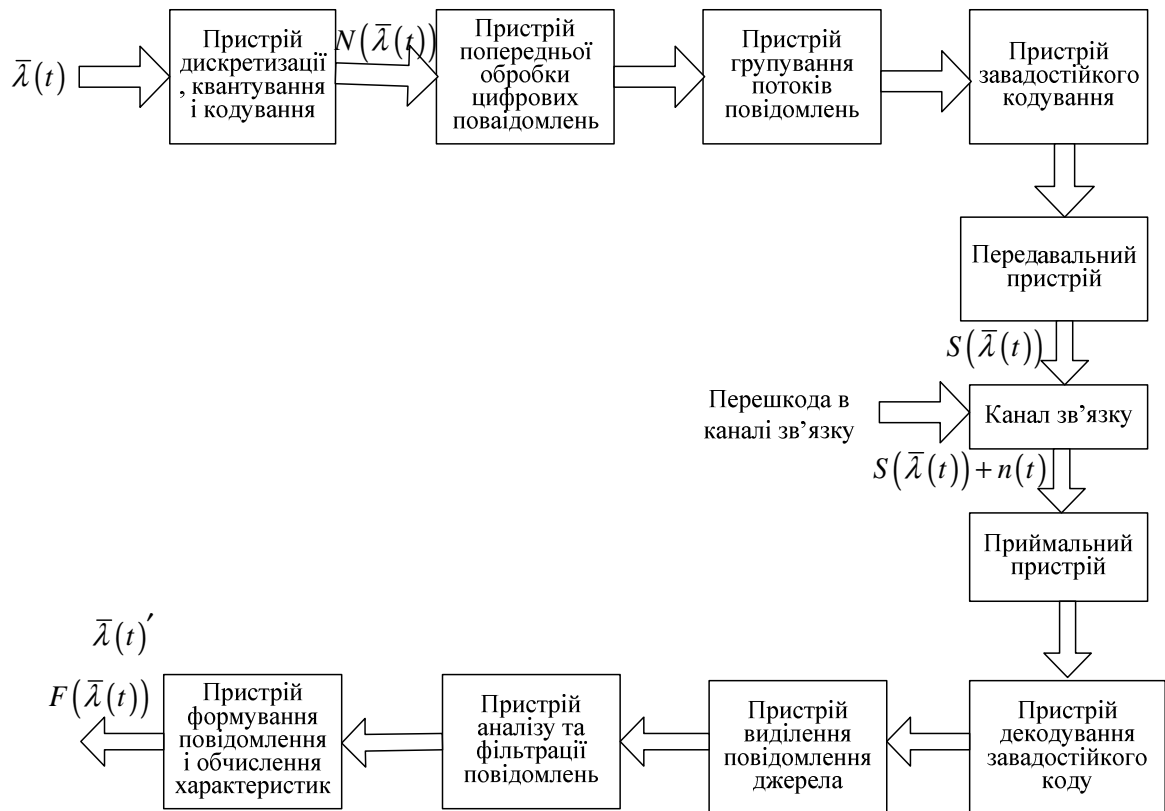 λ̅(t)
Пристрій
дискретизації
, квантування
і кодування
N(λ̅(t))
Пристрій
попередньої
обробки
цифрових
поваідомлень
Пристрій
групування
потоків
повідомлень
Пристрій
завадостійкого
кодування
Передавальний
пристрій
S(λ̅(t))
Перешкода в
каналі зв’язку
Канал зв’язку
S(λ̅(t))+n(t)
Приймальний
пристрій
Пристрій
декодування
завадостійкого
коду
Пристрій
виділення
повідомлення
джерела
Пристрій
аналізу та
фільтрації
повідомлень
Пристрій
формування
повідомлення
і обчислення
характеристик
λ̅(t)′
F(λ̅(t))